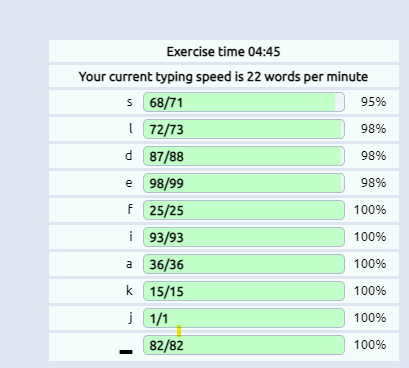 Exercise time 04:45
Your current typing speed is 22 words per minute
s 68/71 95%
l 72/73 98%
d 87/88 98%
e 98/99 98%
f 25/25 100%
i 93/93 100%
a 36/36 100%
k 15/15 100%
j 1/1 100%
_ 82/82 100%